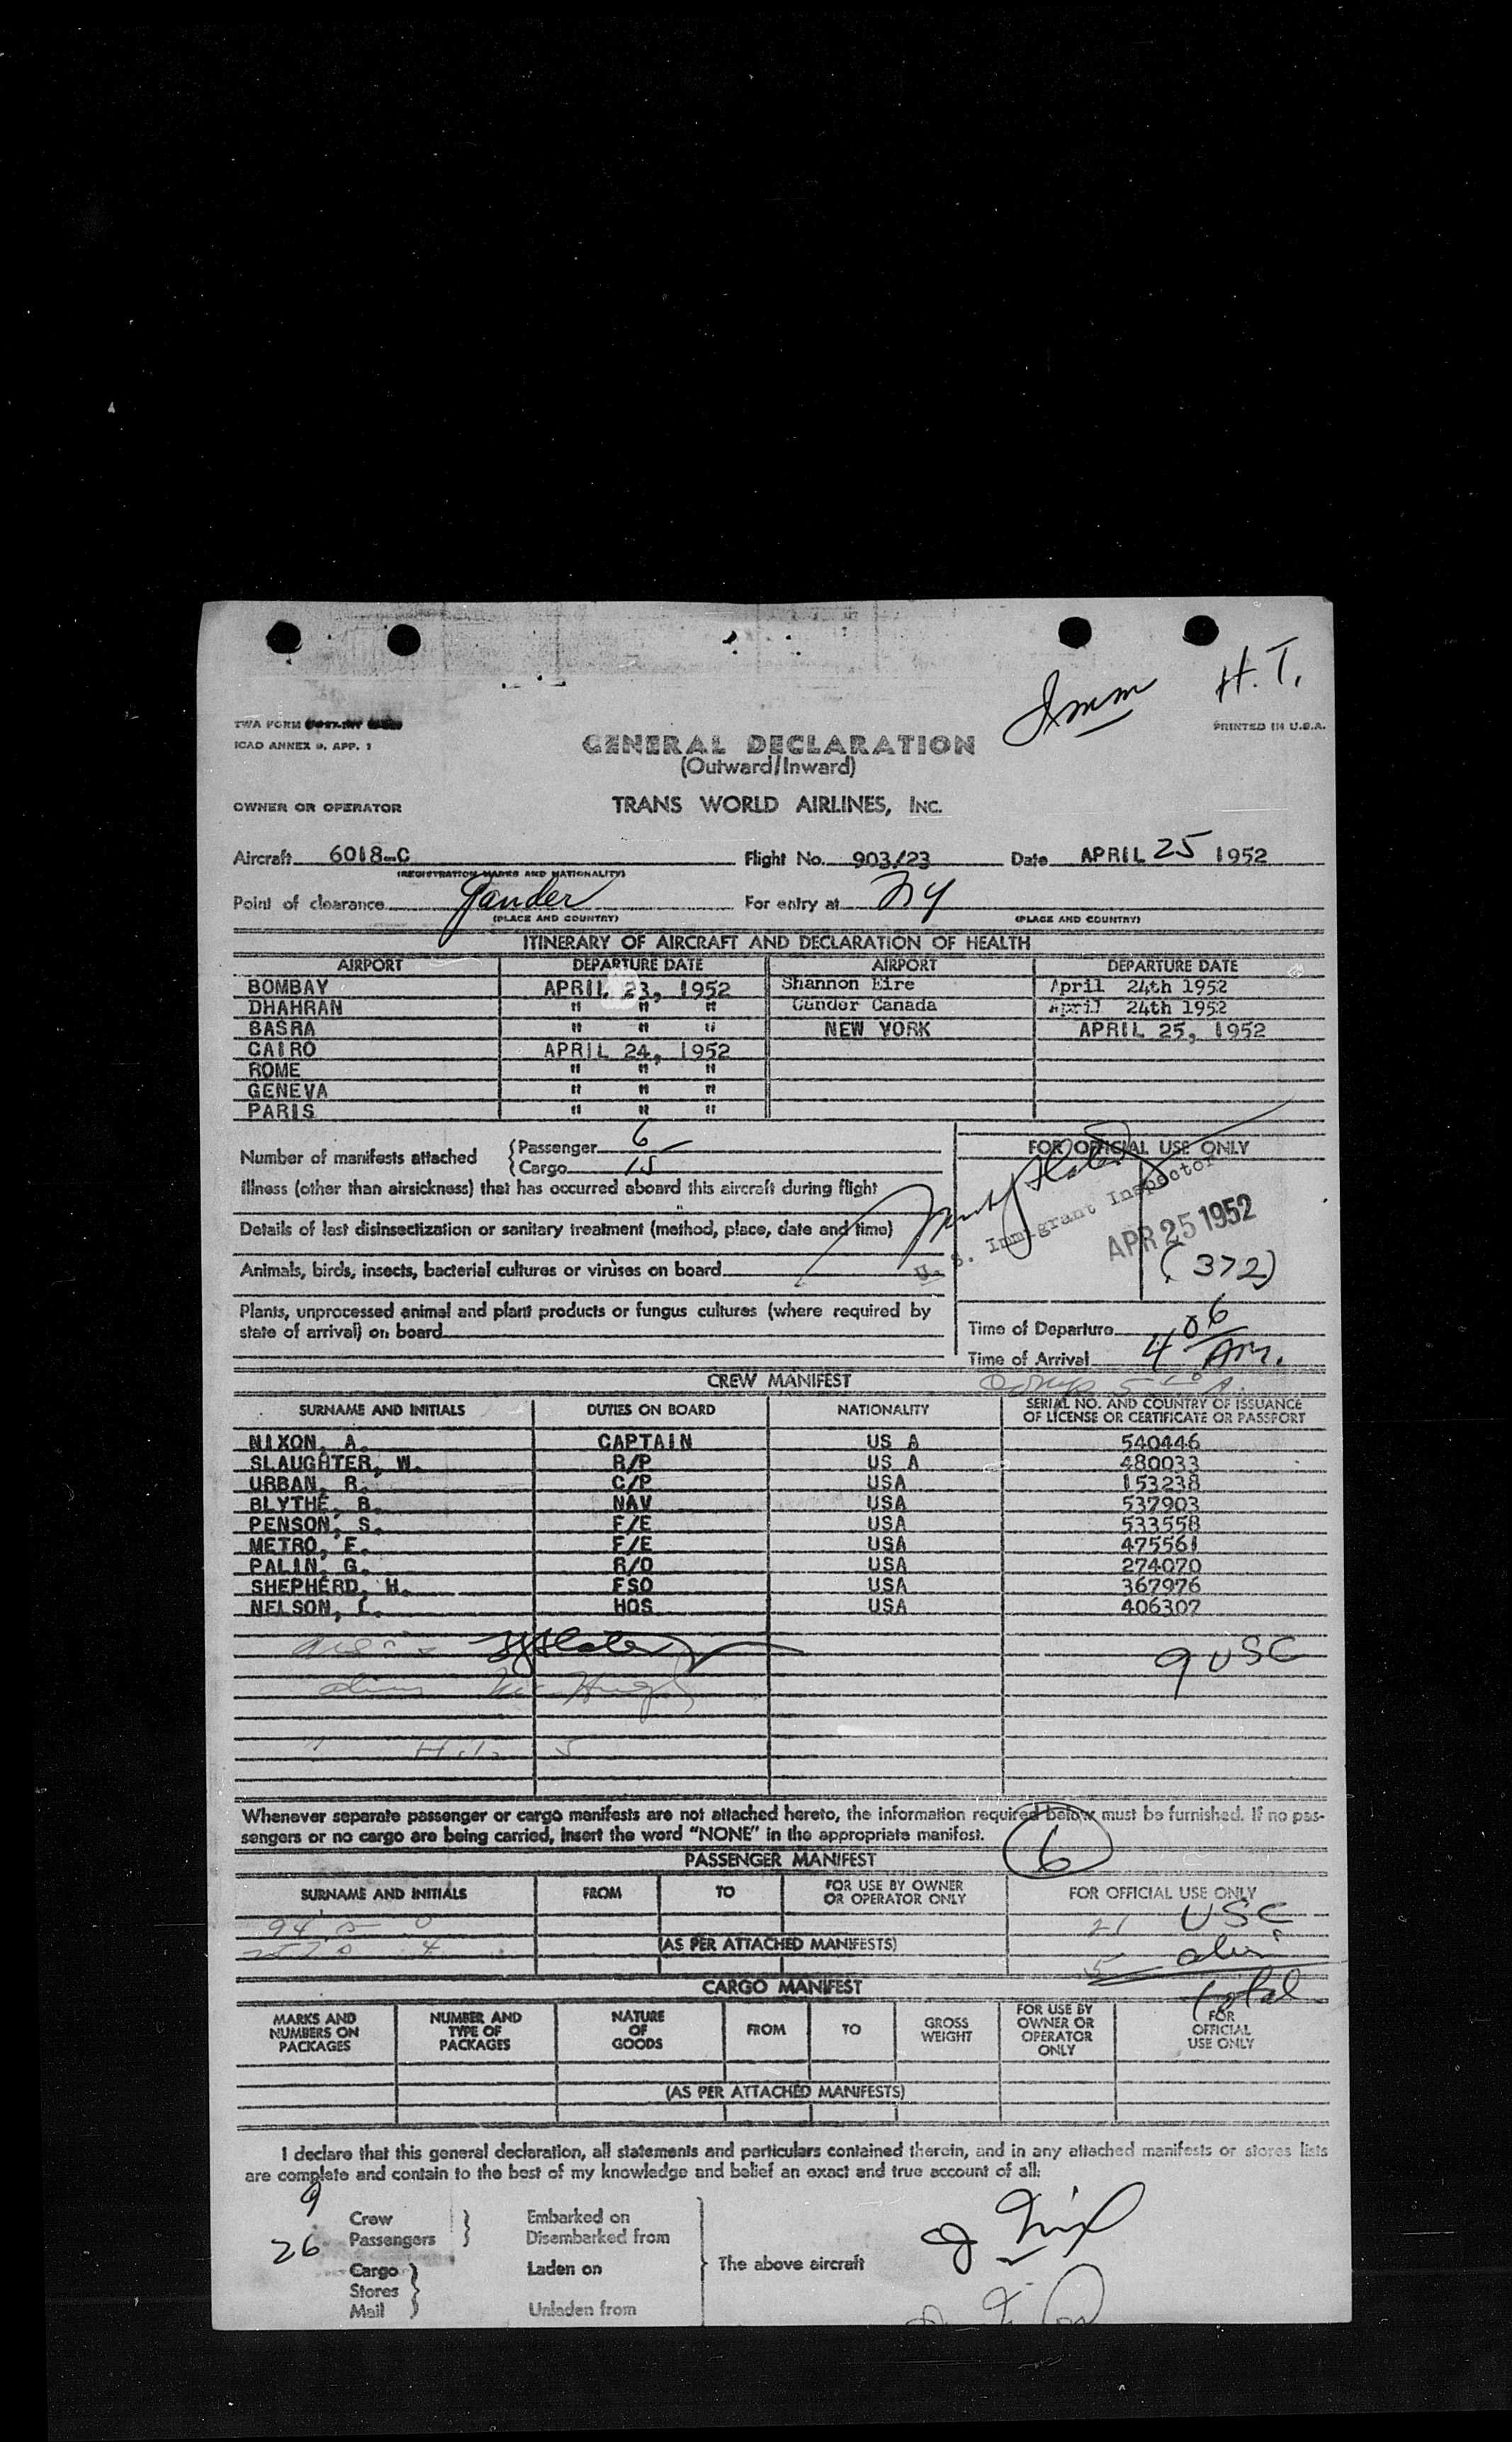 Imm H.T.
TWA FORM
ICAO ANNEX 9, APP. 1
PRINTED IN U.S.A.
GENERAL DECLARATION
(Outward/Inward)
OWNER OR OPERATOR TRANS WORLD AIRLINES, INC.
Aircraft 6018-C Flight No. 903/23 Date APRIL 25 1952
(REGISTRATION MARKS AND NATIONALITY)
Point of clearance Gander For entry at NY
(PLACE AND COUNTRY) (PLACE AND COUNTRY)
ITINERARY OF AIRCRAFT AND DECLARATION OF HEALTH
AIRPORT DEPARTURE DATE AIRPORT DEPARTURE DATE
BOMBAY APRIL 23, 1952 Shannon Eire April 24th 1952
DHAHRAN " " " Gander Canada April 24th 1952
BASRA " " " NEW YORK APRIL 25, 1952
CAIRO APRIL 24, 1952
ROME " " "
GENEVA " " "
PARIS " " "
Number of manifests attached { Passenger 6
{ Cargo 15
FOR OFFICIAL USE ONLY
Illness (other than airsickness) that has occurred aboard this aircraft during flight
Details of last disinsectization or sanitary treatment (method, place, date and time)
U. S. Immigrant Inspector
APR 25 1952
Animals, birds, insects, bacterial cultures or viruses on board
(372)
Plants, unprocessed animal and plant products or fungus cultures (where required by
state of arrival) on board
Time of Departure
Time of Arrival 4 06 AM.
CREW MANIFEST
SURNAME AND INITIALS DUTIES ON BOARD NATIONALITY SERIAL NO. AND COUNTRY OF ISSUANCE
OF LICENSE OR CERTIFICATE OR PASSPORT
NIXON, A. CAPTAIN US A 540446
SLAUGHTER, W. R/P US A 480033
URBAN, R. C/P USA 153238
BLYTHE, B. NAV USA 537903
PENSON, S. F/E USA 533558
METRO, E. F/E USA 475561
PALIN, G. R/O USA 274070
SHEPHERD, H. FSO USA 367976
NELSON, L. HOS USA 406307
9 USC
Whenever separate passenger or cargo manifests are not attached hereto, the information required below must be furnished. If no pas-
sengers or no cargo are being carried, insert the word "NONE" in the appropriate manifest.
6
PASSENGER MANIFEST
SURNAME AND INITIALS FROM TO FOR USE BY OWNER
OR OPERATOR ONLY FOR OFFICIAL USE ONLY
21 USC
(AS PER ATTACHED MANIFESTS)
5
Total
CARGO MANIFEST
MARKS AND
NUMBERS ON
PACKAGES
NUMBER AND
TYPE OF
PACKAGES
NATURE
OF
GOODS
FROM
TO
GROSS
WEIGHT
FOR USE BY
OWNER OR
OPERATOR
ONLY
FOR
OFFICIAL
USE ONLY
(AS PER ATTACHED MANIFESTS)
I declare that this general declaration, all statements and particulars contained therein, and in any attached manifests or stores lists
are complete and contain to the best of my knowledge and belief an exact and true account of all:
9 Crew } Embarked on
26 Passengers } Disembarked from
Cargo } Laden on } The above aircraft
Stores }
Mail } Unladen from